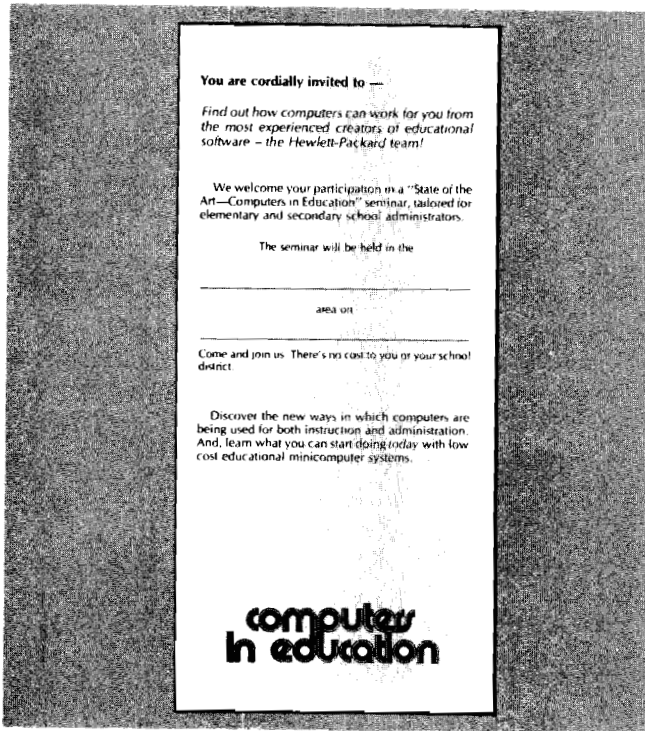 You are cordially invited to —
Find out how computers can work for you from
the most experienced creators of educational
software – the Hewlett-Packard team!
We welcome your participation in a "State of the
Art—Computers in Education" seminar, tailored for
elementary and secondary school administrators.
The seminar will be held in the
area on
Come and join us. There's no cost to you or your school
district.
Discover the new ways in which computers are
being used for both instruction and administration.
And, learn what you can start doing today with low
cost educational minicomputer systems.
computers
in education